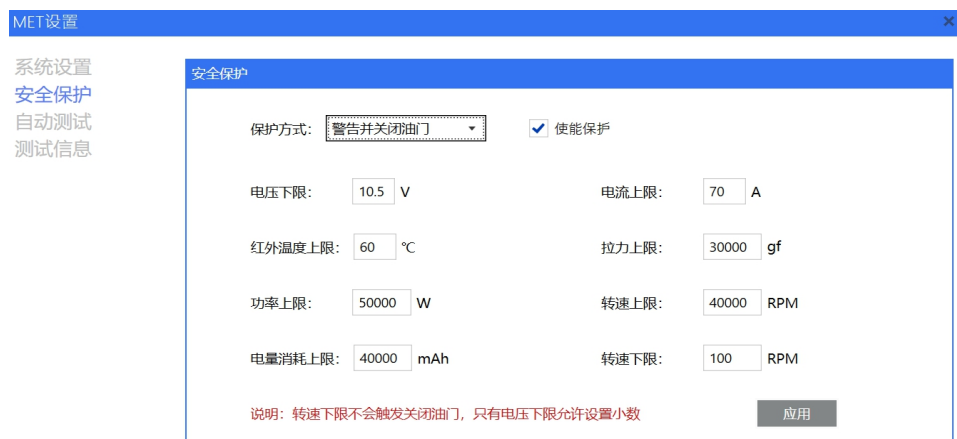 MET设置
系统设置
安全保护
自动测试
测试信息
安全保护
保护方式： 警告并关闭油门 使能保护
电压下限： 10.5 V 电流上限： 70 A
红外温度上限： 60 ℃ 拉力上限： 30000 gf
功率上限： 50000 W 转速上限： 40000 RPM
电量消耗上限： 40000 mAh 转速下限： 100 RPM
说明：转速下限不会触发关闭油门，只有电压下限允许设置小数 应用